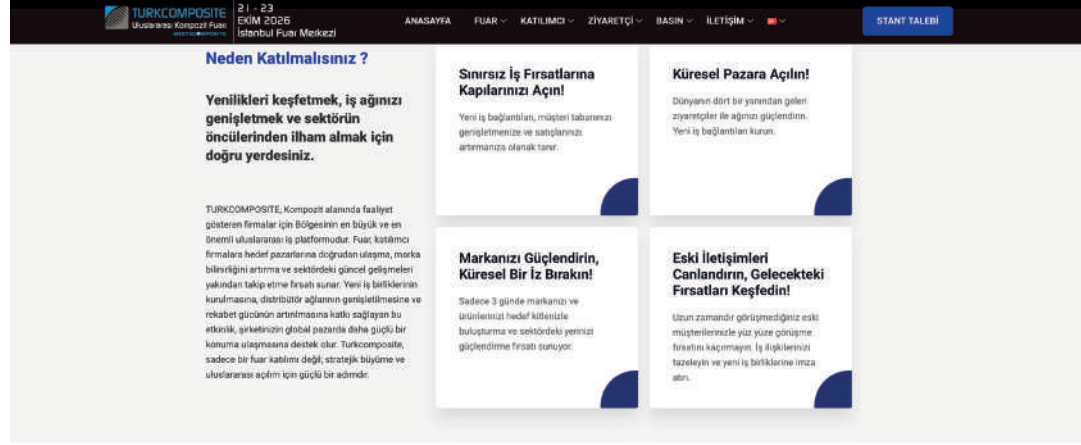 TURKCOMPOSITE
Uluslararası Kompozit Fuarı
21 - 23
EKİM 2026
İstanbul Fuar Merkezi
ANASAYFA
FUAR
KATILIMCI
ZİYARETÇİ
BASIN
İLETİŞİM
STANT TALEBİ
Neden Katılmalısınız ?
Yenilikleri keşfetmek, iş ağınızı
genişletmek ve sektörün
öncülerinden ilham almak için
doğru yerdesiniz.
TURKCOMPOSITE, Kompozit alanında faaliyet
gösteren firmalar için Bölgesinin en büyük ve en
önemli uluslararası iş platformudur. Fuar, katılımcı
firmalara hedef pazarlarına doğrudan ulaşma, marka
bilinirliğini artırma ve sektördeki güncel gelişmeleri
yakından takip etme fırsatı sunar. Yeni iş birliklerinin
kurulmasına, distribütör ağlarının genişletilmesine ve
rekabet gücünün artırılmasına katkı sağlayan bu
etkinlik, şirketinizin global pazarda daha güçlü bir
konuma ulaşmasına destek olur. Turkcomposite,
sadece bir fuar katılımı değil; stratejik büyüme ve
uluslararası açılım için güçlü bir adımdır.
Sınırsız İş Fırsatlarına
Kapılarınızı Açın!
Yeni iş bağlantıları, müşteri tabanınızı
genişletmenize ve satışlarınızı
artırmanıza olanak tanır.
Küresel Pazara Açılın!
Dünyanın dört bir yanından gelen
ziyaretçiler ile ağınızı güçlendirin.
Yeni iş bağlantıları kurun.
Markanızı Güçlendirin,
Küresel Bir İz Bırakın!
Sadece 3 günde markanızı ve
ürünlerinizi hedef kitlenizle
buluşturma ve sektördeki yerinizi
güçlendirme fırsatı sunuyor.
Eski İletişimleri
Canlandırın, Gelecekteki
Fırsatları Keşfedin!
Uzun zamandır görüşmediğiniz eski
müşterilerinizle yüz yüze görüşme
fırsatını kaçırmayın. İş ilişkilerinizi
tazeleyin ve yeni iş birliklerine imza
atın.